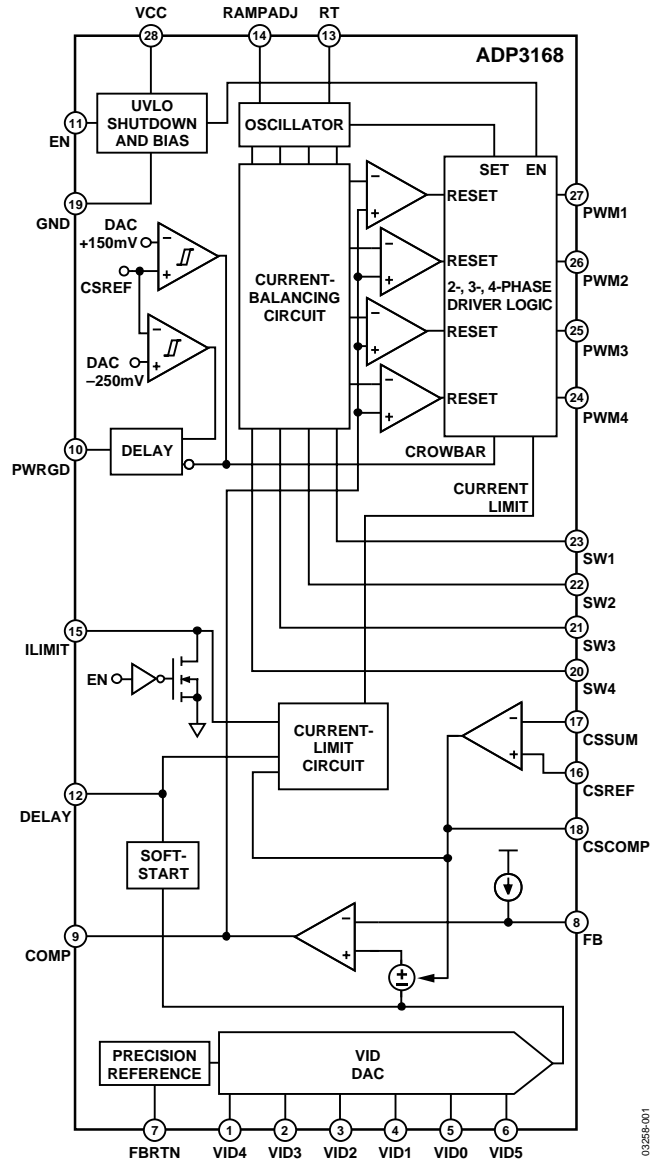 VCC
RAMPADJ
RT
28
14
13
ADP3168
11
EN
UVLO
SHUTDOWN
AND BIAS
OSCILLATOR
SET
EN
19
GND
DAC
+150mV
–
+
CSREF
–
+
DAC
–250mV
CURRENT-
BALANCING
CIRCUIT
–
+
RESET
27
PWM1
–
+
RESET
26
PWM2
2-, 3-, 4-PHASE
DRIVER LOGIC
–
+
RESET
25
PWM3
–
+
RESET
24
PWM4
10
PWRGD
DELAY
CROWBAR
CURRENT
LIMIT
23
SW1
22
SW2
21
SW3
20
SW4
15
ILIMIT
EN
CURRENT-
LIMIT
CIRCUIT
–
+
17
CSSUM
16
CSREF
12
DELAY
18
CSCOMP
SOFT-
START
9
COMP
–
+
+
–
8
FB
PRECISION
REFERENCE
VID
DAC
7
1
2
3
4
5
6
FBRTN
VID4
VID3
VID2
VID1
VID0
VID5
03258-001